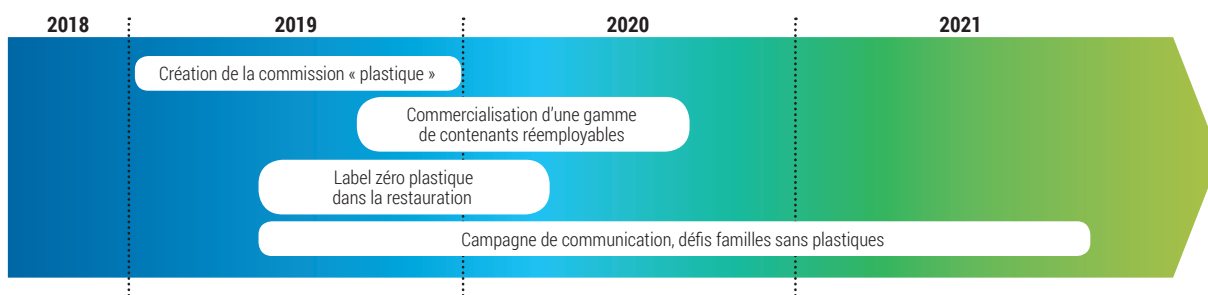 2018
2019
2020
2021
Création de la commission « plastique »
Commercialisation d’une gamme
de contenants réemployables
Label zéro plastique
dans la restauration
Campagne de communication, défis familles sans plastiques